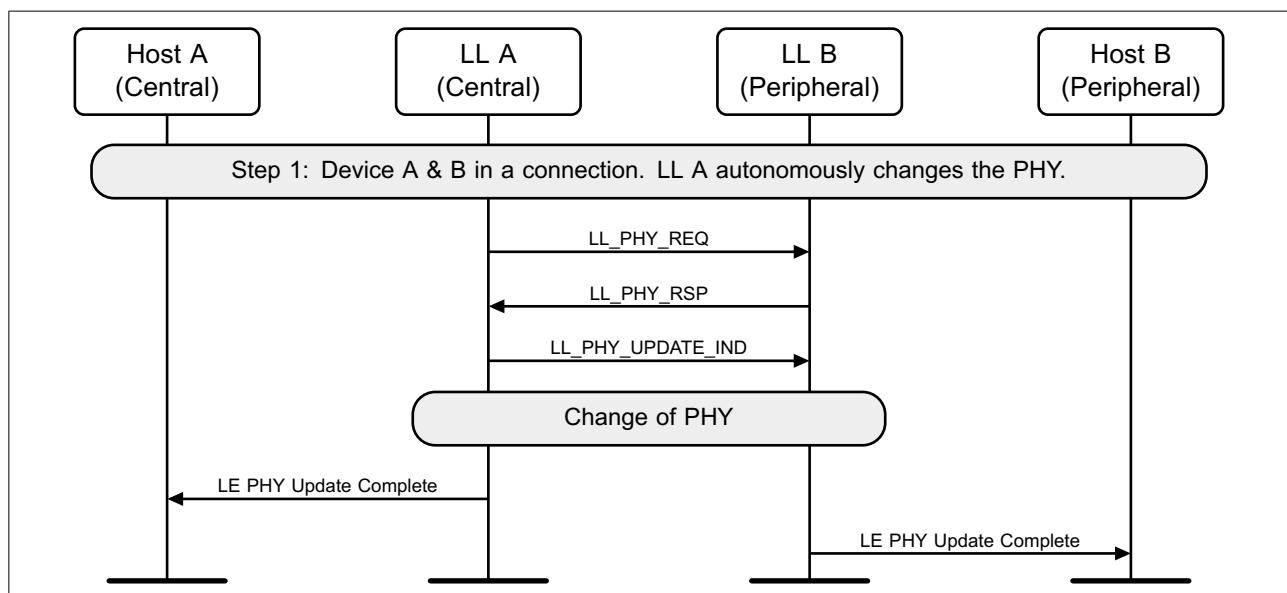 Host A
(Central)
LL A
(Central)
LL B
(Peripheral)
Host B
(Peripheral)
Step 1: Device A & B in a connection. LL A autonomously changes the PHY.
LL_PHY_REQ
LL_PHY_RSP
LL_PHY_UPDATE_IND
Change of PHY
LE PHY Update Complete
LE PHY Update Complete